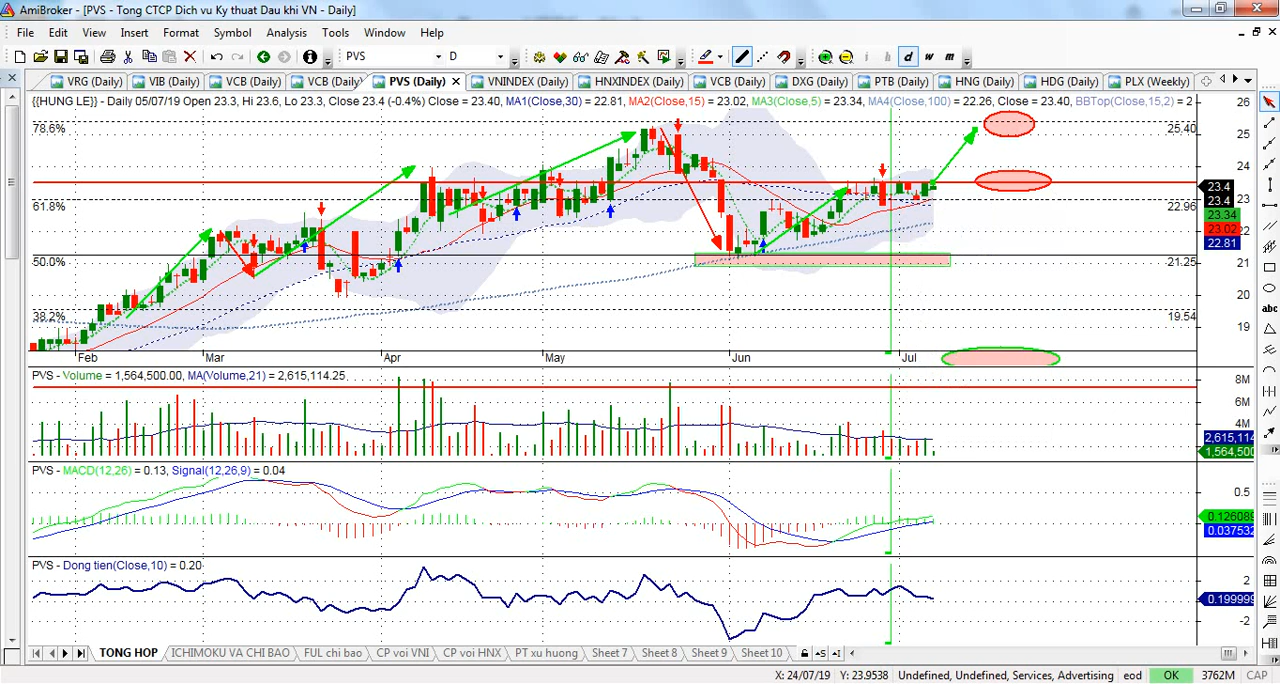 AmiBroker - [PVS - Tong CTCP Dich vu Ky thuat Dau khi VN - Daily]
File Edit View Insert Format Symbol Analysis Tools Window Help
PVS D i h d w m
VRG (Daily) VIB (Daily) VCB (Daily) VCB (Daily) PVS (Daily) VNINDEX (Daily) HNXINDEX (Daily) VCB (Daily) DXG (Daily) PTB (Daily) HNG (Daily) HDG (Daily) PLX (Weekly)
{{HUNG LE}} - Daily 05/07/19 Open 23.3, Hi 23.6, Lo 23.3, Close 23.4 (-0.4%) Close = 23.40, MA1(Close,30) = 22.81, MA2(Close,15) = 23.02, MA3(Close,5) = 23.34, MA4(Close,100) = 22.26, Close = 23.40, BBTop(Close,15,2) = 2
26
78.6% 25.40
25
24
23.4
23.4
61.8% 22.96 23
23.34
23.02
22.81
22
50.0% 21.25
21
20
38.2% 19.54
19
Feb Mar Apr May Jun Jul
PVS - Volume = 1,564,500.00, MA(Volume,21) = 2,615,114.25
8M
6M
4M
2,615,114
1,564,500
PVS - MACD(12,26) = 0.13, Signal(12,26,9) = 0.04
0.5
0.126089
0.037532
PVS - Dong tien(Close,10) = 0.20
2
0.199999
-2
TONG HOP ICHIMOKU VA CHI BAO FUL chi bao CP voi VNI CP voi HNX PT xu huong Sheet 7 Sheet 8 Sheet 9 Sheet 10
X: 24/07/19 Y: 23.9538 Undefined, Undefined, Services, Advertising eod OK 3762M CAP
abc